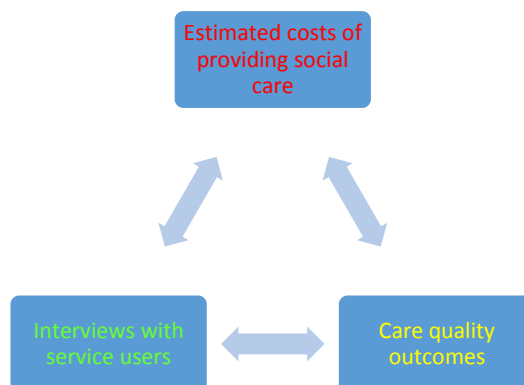 Estimated costs of
providing social
care
Interviews with
service users
Care quality
outcomes